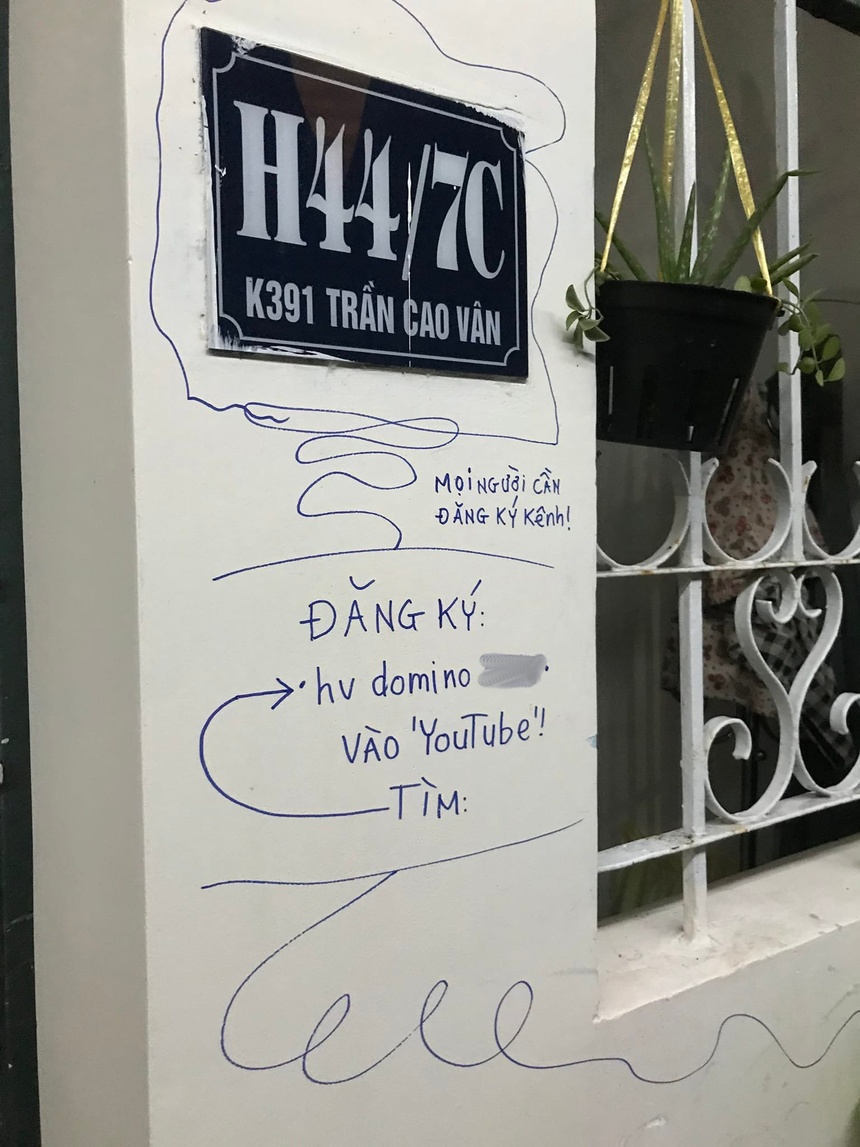 H44/7C
K391 TRẦN CAO VÂN
MỌI NGƯỜI CẦN
ĐĂNG KÝ Kênh!
ĐĂNG KÝ:
hv domino
VÀO 'YouTube'!
TÌM: